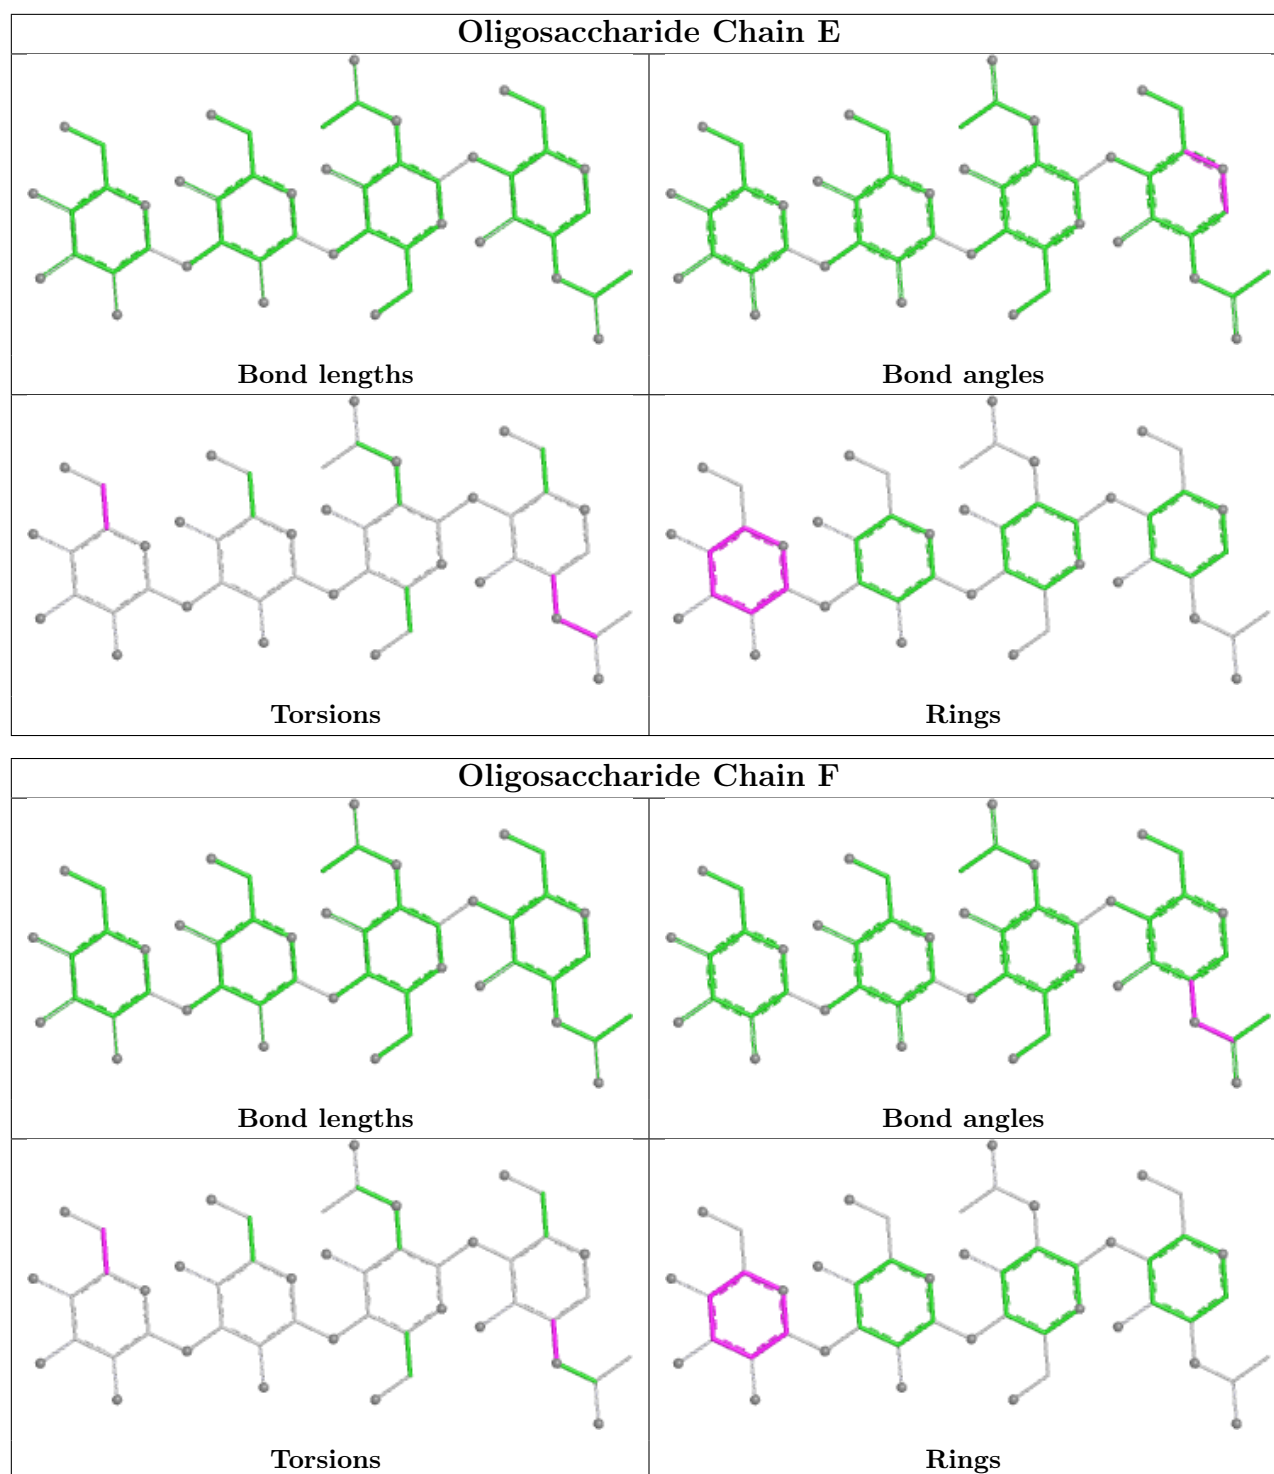 Oligosaccharide Chain E
Bond lengths
Bond angles
Torsions
Rings
Oligosaccharide Chain F
Bond lengths
Bond angles
Torsions
Rings